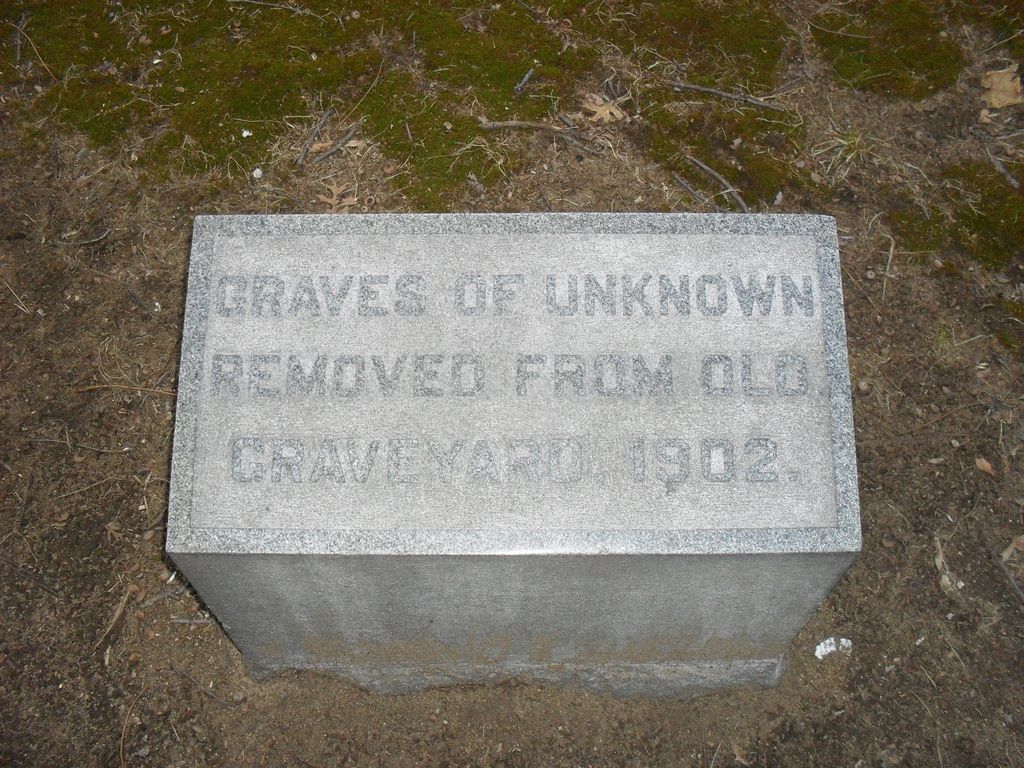 GRAVES OF UNKNOWN
REMOVED FROM OLD
GRAVEYARD. 1902.